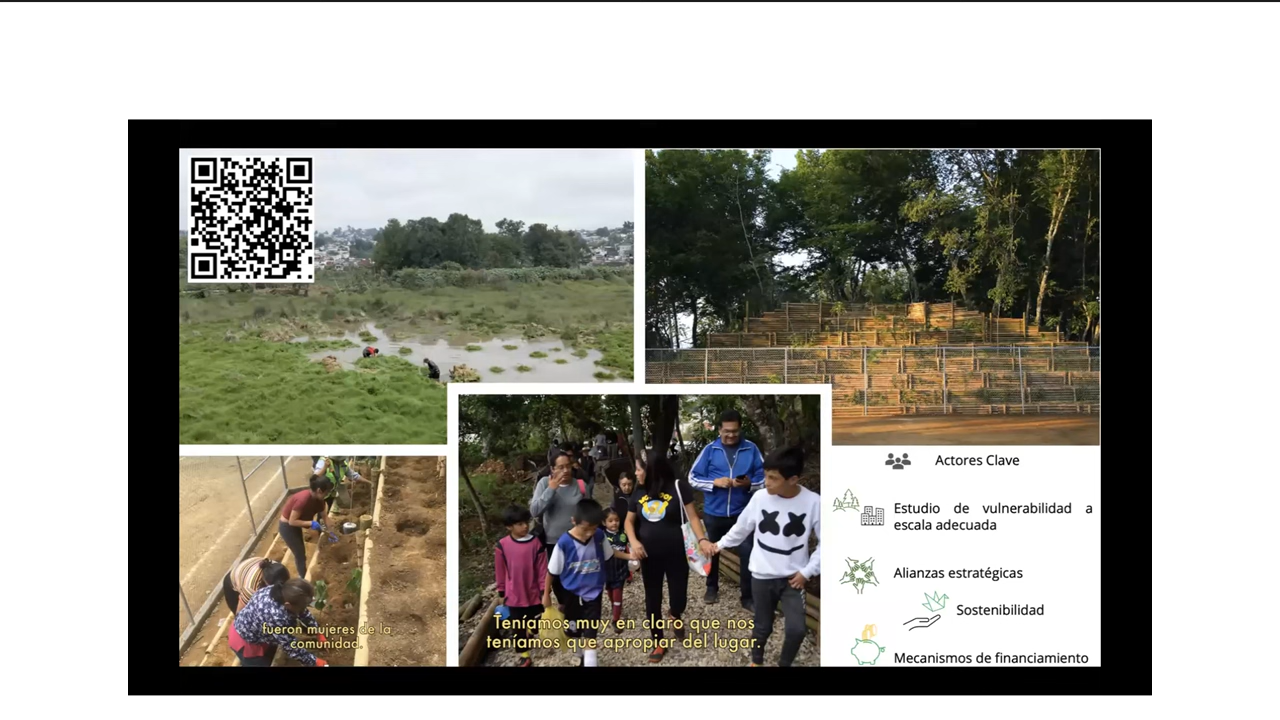 fueron mujeres de la
comunidad.
Teníamos muy en claro que nos
teníamos que apropiar del lugar.
Actores Clave
Estudio de vulnerabilidad a
escala adecuada
Alianzas estratégicas
Sostenibilidad
Mecanismos de financiamiento